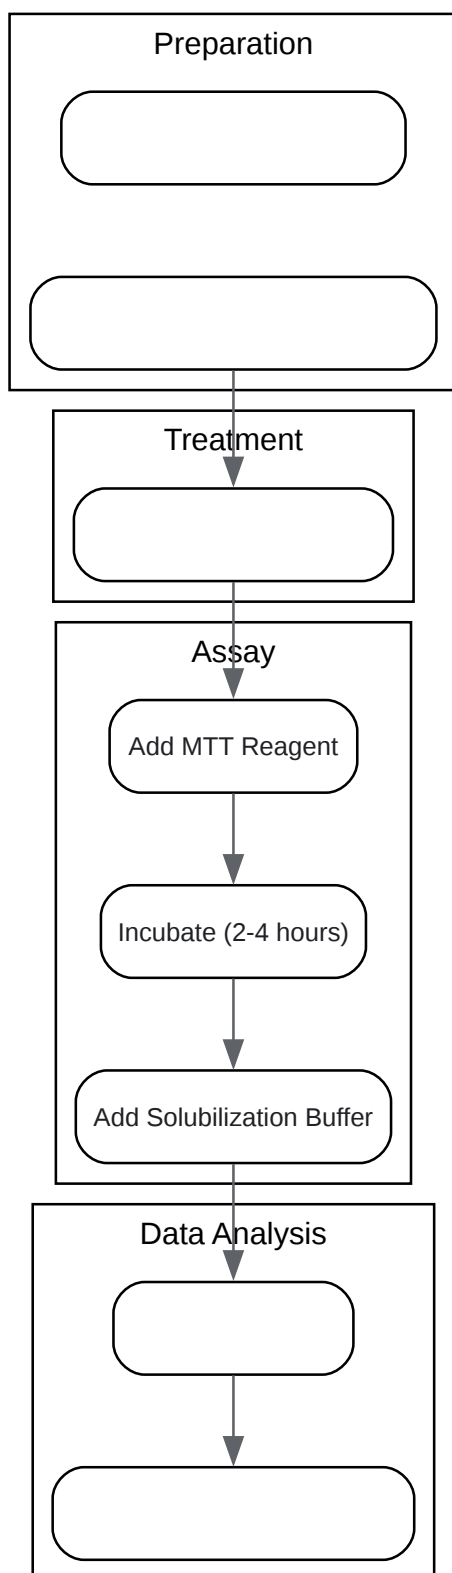 Preparation
Treatment
Assay
Add MTT Reagent
Incubate (2-4 hours)
Add Solubilization Buffer
Data Analysis